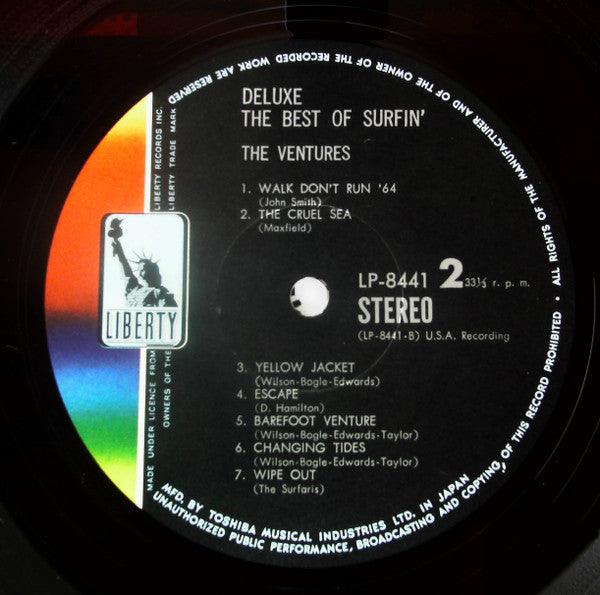 DELUXE
THE BEST OF SURFIN'
THE VENTURES
1. WALK DON'T RUN '64
(John Smith)
2. THE CRUEL SEA
(Maxfield)
LP-8441 2 33⅓ r. p. m.
STEREO
(LP-8441-B) U.S.A. Recording
3. YELLOW JACKET
(Wilson-Bogle-Edwards)
4. ESCAPE
(D. Hamilton)
5. BAREFOOT VENTURE
(Wilson-Bogle-Edwards-Taylor)
6. CHANGING TIDES
(Wilson-Bogle-Edwards-Taylor)
7. WIPE OUT
(The Surfaris)
LIBERTY
MADE UNDER LICENCE FROM LIBERTY RECORDS INC.
OWNERS OF THE LIBERTY TRADE MARK
MFD. BY TOSHIBA MUSICAL INDUSTRIES LTD. IN JAPAN
ALL RIGHTS OF THE MANUFACTURER AND OF THE OWNER OF THE RECORDED WORK ARE RESERVED
UNAUTHORIZED PUBLIC PERFORMANCE, BROADCASTING AND COPYING OF THIS RECORD PROHIBITED •